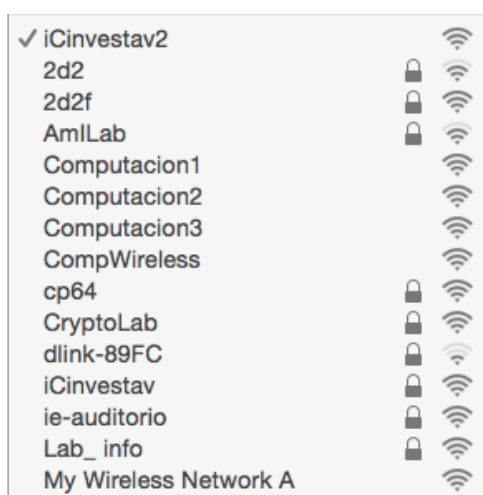 iCinvestav2
2d2
2d2f
AmILab
Computacion1
Computacion2
Computacion3
CompWireless
cp64
CryptoLab
dlink-89FC
iCinvestav
ie-auditorio
Lab_ info
My Wireless Network A